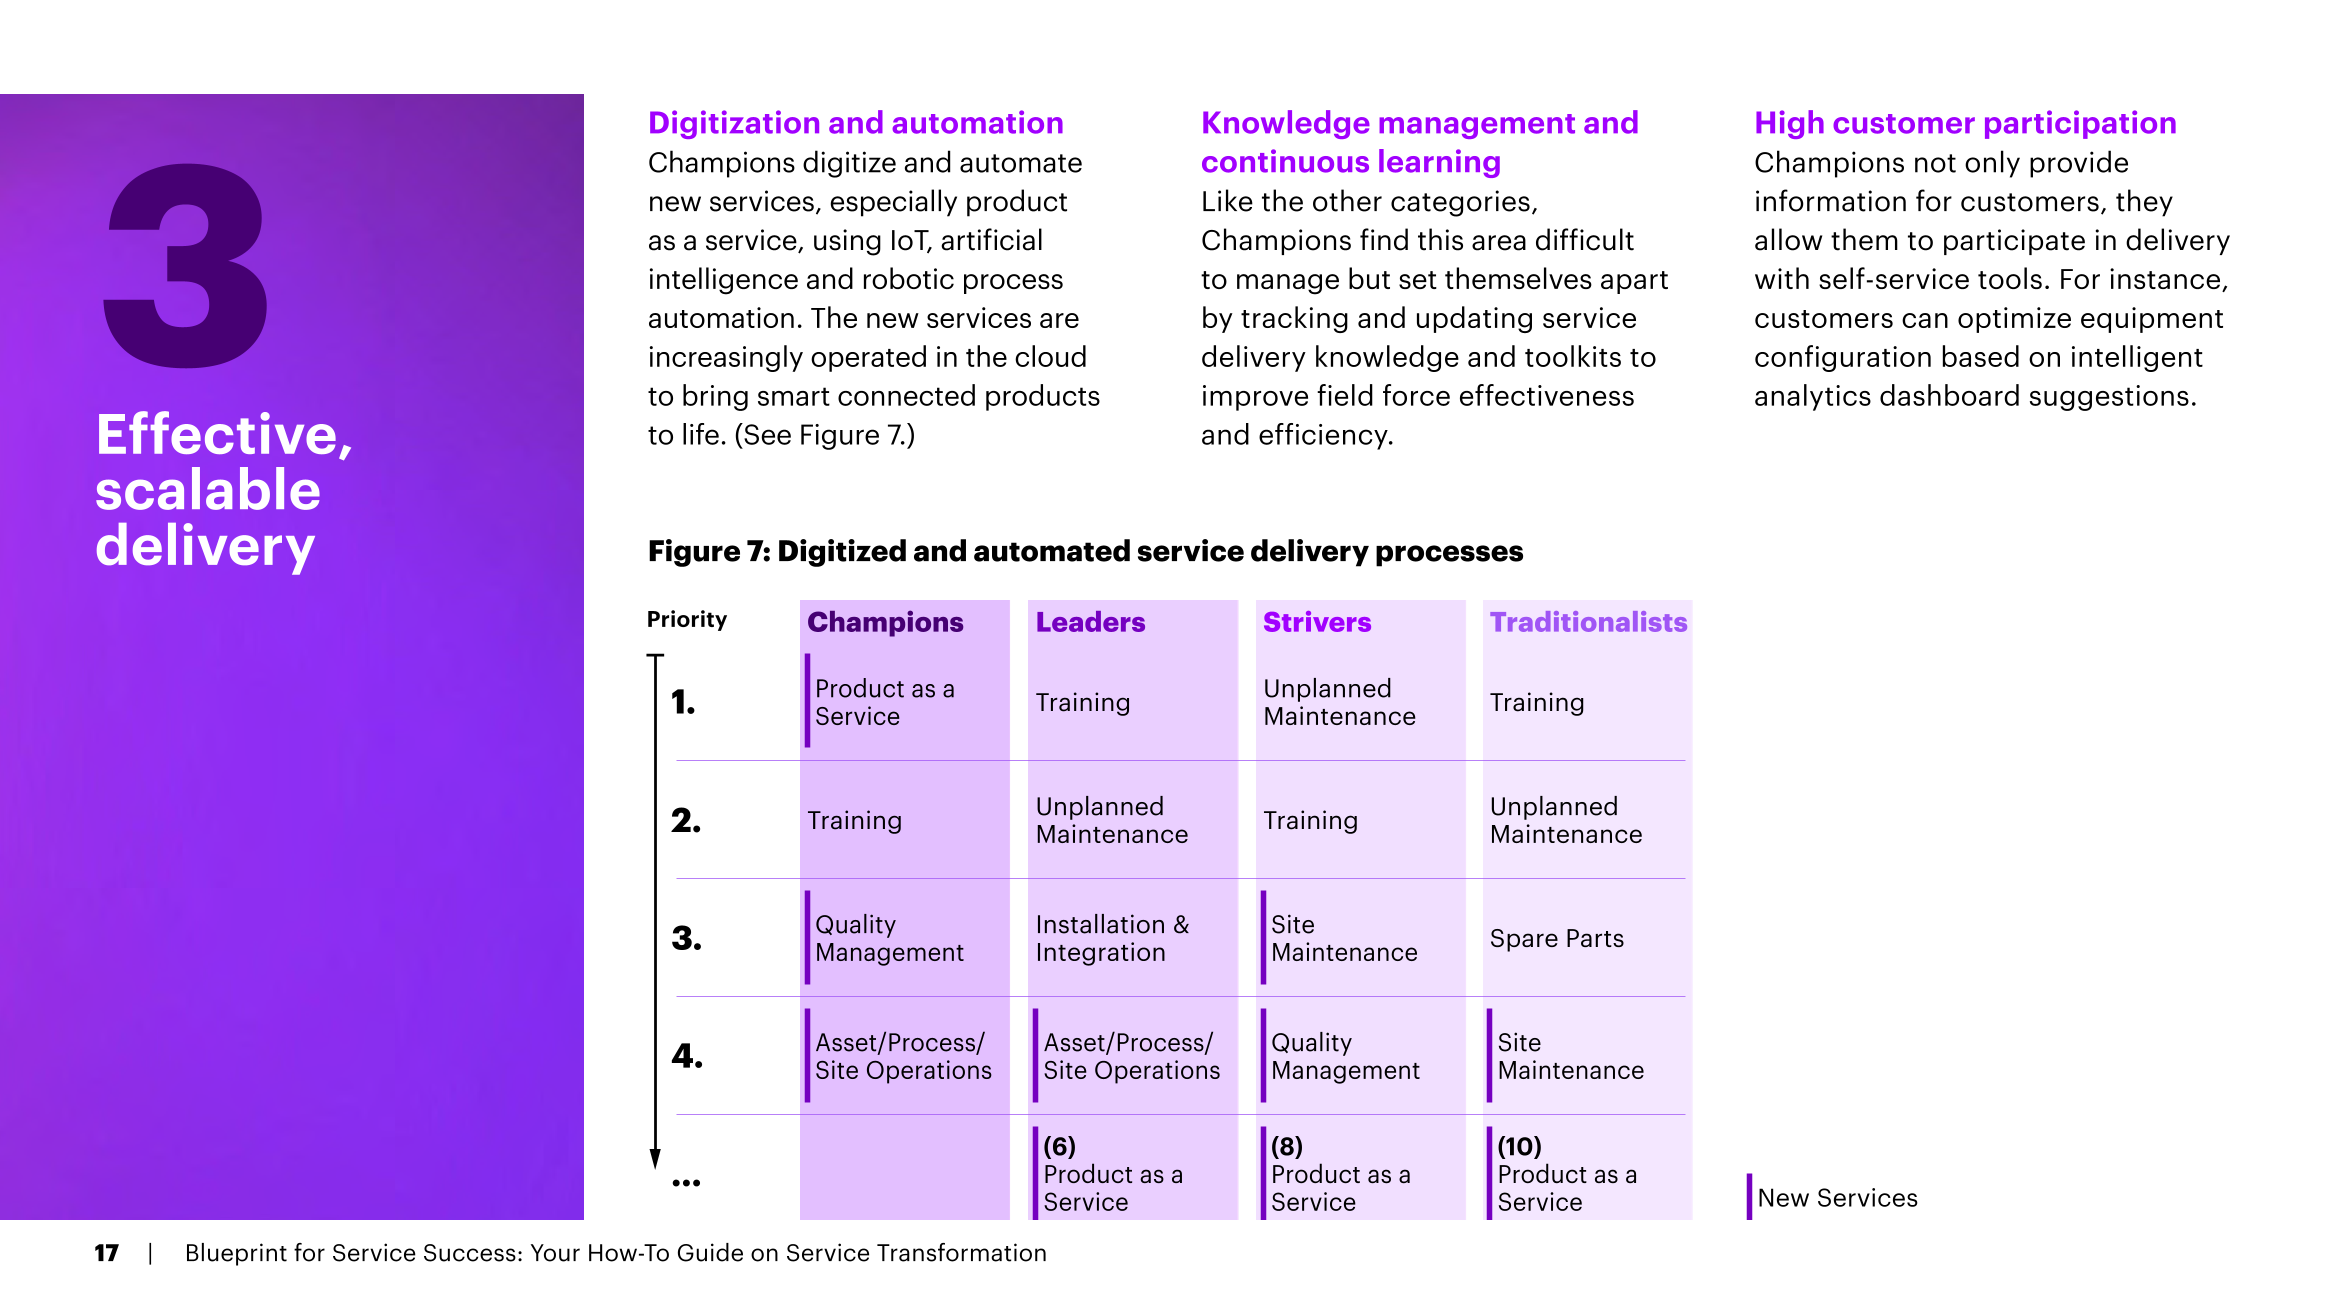 3
Effective,
scalable
delivery
Digitization and automation
Champions digitize and automate
new services, especially product
as a service, using IoT, artificial
intelligence and robotic process
automation. The new services are
increasingly operated in the cloud
to bring smart connected products
to life. (See Figure 7.)
Knowledge management and
continuous learning
Like the other categories,
Champions find this area difficult
to manage but set themselves apart
by tracking and updating service
delivery knowledge and toolkits to
improve field force effectiveness
and efficiency.
High customer participation
Champions not only provide
information for customers, they
allow them to participate in delivery
with self-service tools. For instance,
customers can optimize equipment
configuration based on intelligent
analytics dashboard suggestions.
Figure 7: Digitized and automated service delivery processes
Priority
Champions
Leaders
Strivers
Traditionalists
1.
Product as a
Service
Training
Unplanned
Maintenance
Training
2.
Training
Unplanned
Maintenance
Training
Unplanned
Maintenance
3.
Quality
Management
Installation &
Integration
Site
Maintenance
Spare Parts
4.
Asset/Process/
Site Operations
Asset/Process/
Site Operations
Quality
Management
Site
Maintenance
...
(6)
Product as a
Service
(8)
Product as a
Service
(10)
Product as a
Service
New Services
17 | Blueprint for Service Success: Your How-To Guide on Service Transformation